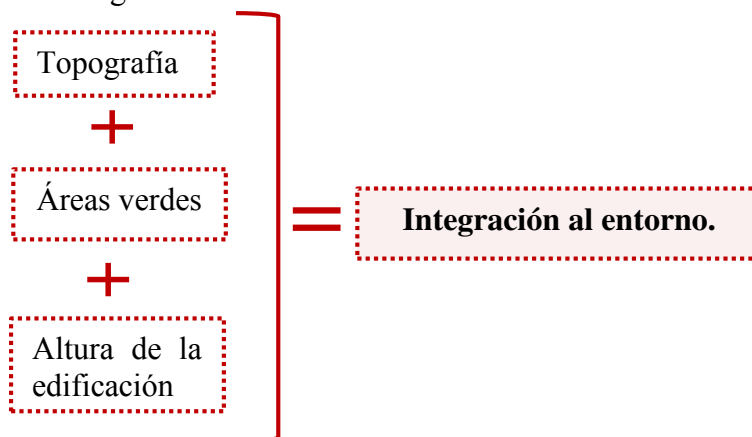 Topografía
+
Áreas verdes
=
Integración al entorno.
+
Altura de la
edificación